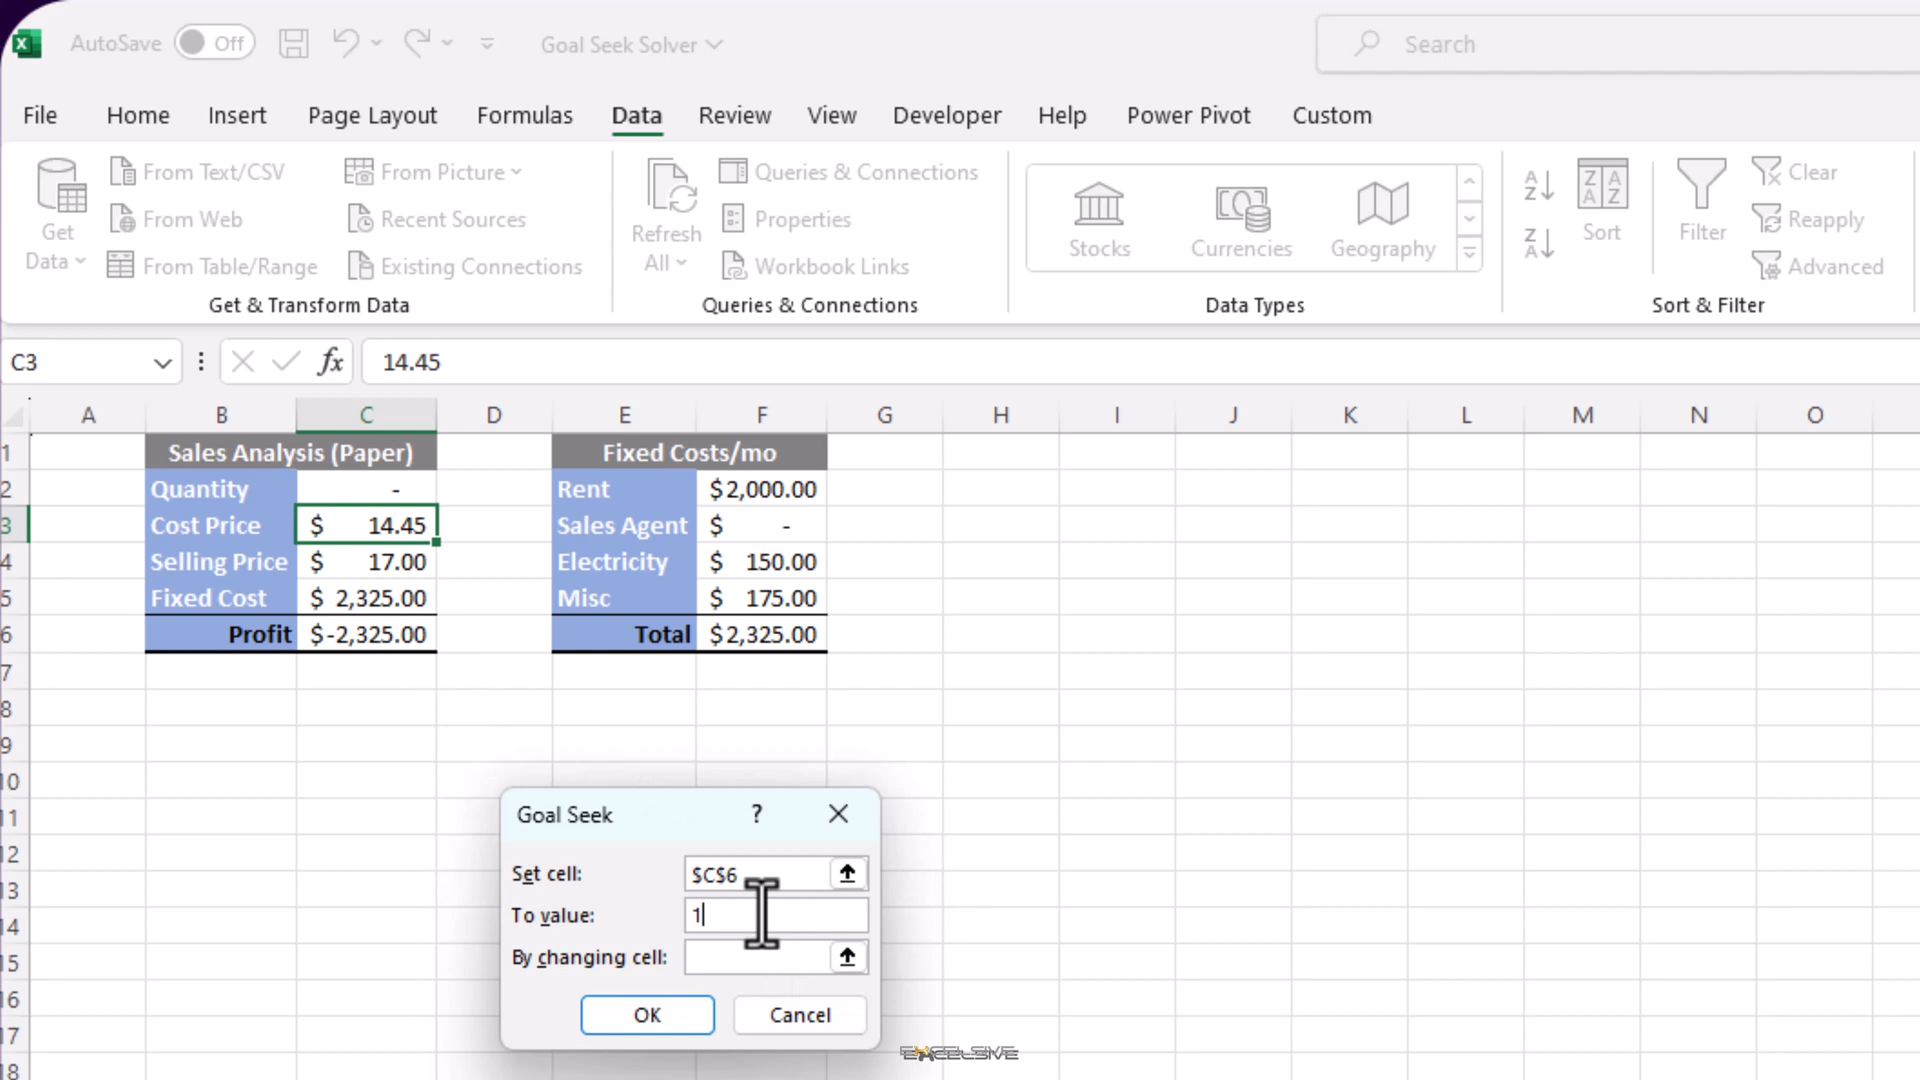 AutoSave Off Goal Seek Solver Search
File Home Insert Page Layout Formulas Data Review View Developer Help Power Pivot Custom
Get Data
From Text/CSV
From Web
From Table/Range
From Picture
Recent Sources
Existing Connections
Get & Transform Data
Refresh All
Queries & Connections
Properties
Workbook Links
Queries & Connections
Stocks Currencies Geography
Data Types
Sort
Filter
Clear
Reapply
Advanced
Sort & Filter
C3 fx 14.45
A B C D E F G H I J K L M N O
1 Sales Analysis (Paper) Fixed Costs/mo
2 Quantity - Rent $2,000.00
3 Cost Price $ 14.45 Sales Agent $ -
4 Selling Price $ 17.00 Electricity $ 150.00
5 Fixed Cost $ 2,325.00 Misc $ 175.00
6 Profit $-2,325.00 Total $2,325.00
7
8
9
10
11
12
13
14
15
16
17
18
Goal Seek ?
Set cell: $C$6
To value: 1
By changing cell:
OK Cancel
EXCELSIVE